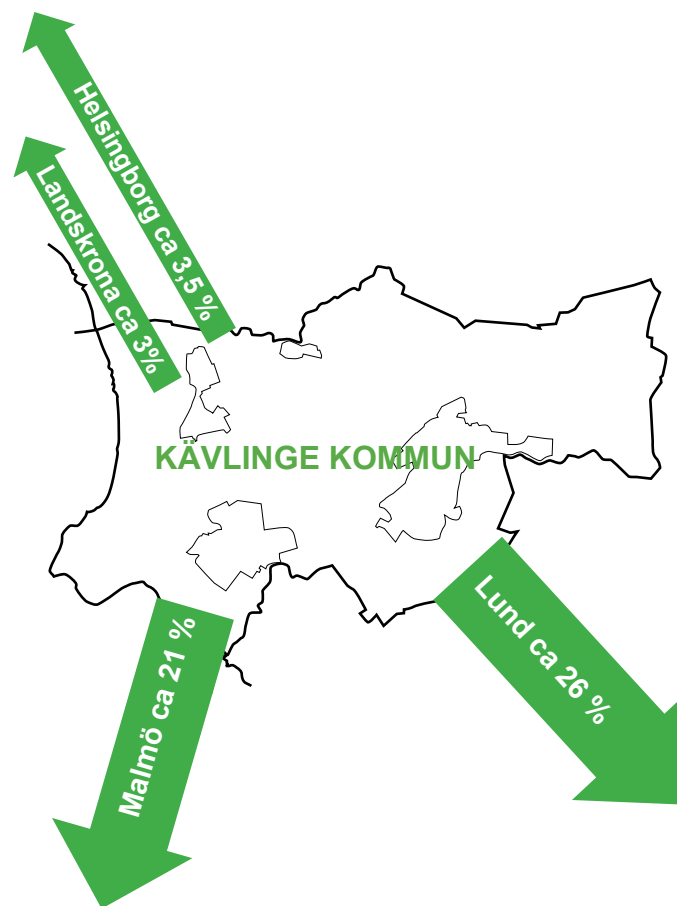 Helsingborg ca 3,5 %
Landskrona ca 3%
KÄVLINGE KOMMUN
Malmö ca 21 %
Lund ca 26 %